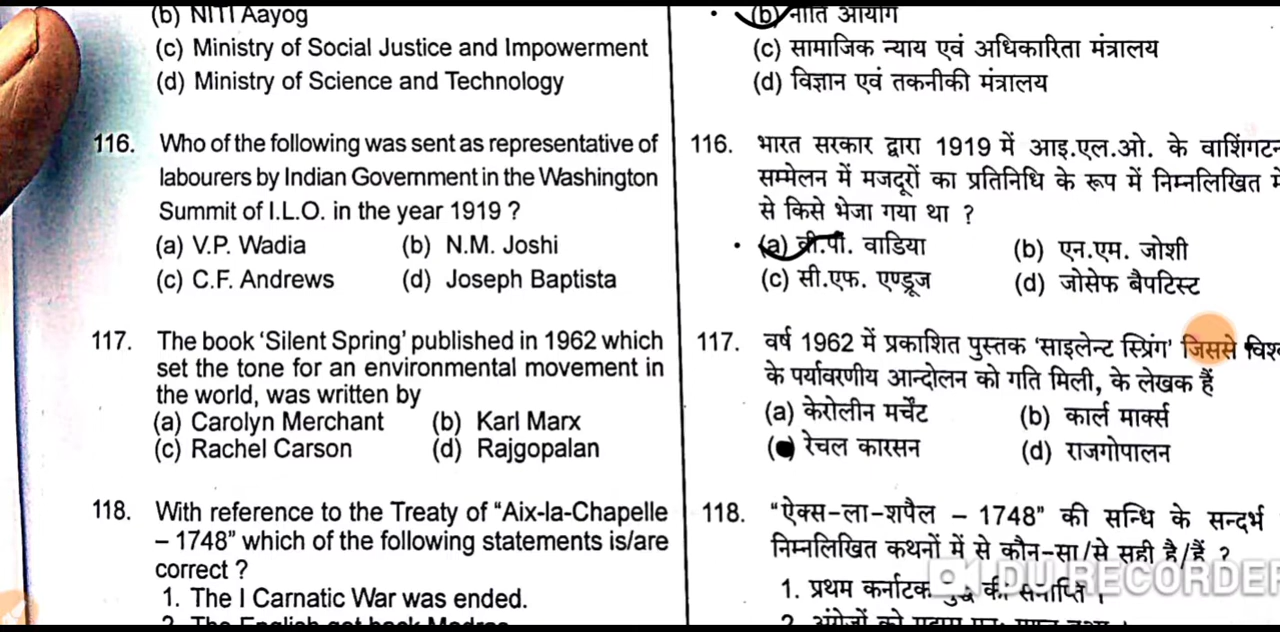 (b) NITI Aayog
(c) Ministry of Social Justice and Impowerment
(d) Ministry of Science and Technology
116. Who of the following was sent as representative of
labourers by Indian Government in the Washington
Summit of I.L.O. in the year 1919 ?
(a) V.P. Wadia (b) N.M. Joshi
(c) C.F. Andrews (d) Joseph Baptista
117. The book ‘Silent Spring’ published in 1962 which
set the tone for an environmental movement in
the world, was written by
(a) Carolyn Merchant (b) Karl Marx
(c) Rachel Carson (d) Rajgopalan
118. With reference to the Treaty of “Aix-la-Chapelle
– 1748” which of the following statements is/are
correct ?
1. The I Carnatic War was ended.
2. The English got back Madras
(b) नीति आयोग
(c) सामाजिक न्याय एवं अधिकारिता मंत्रालय
(d) विज्ञान एवं तकनीकी मंत्रालय
116. भारत सरकार द्वारा 1919 में आइ.एल.ओ. के वाशिंगटन
सम्मेलन में मजदूरों का प्रतिनिधि के रूप में निम्नलिखित में
से किसे भेजा गया था ?
(a) वी.पी. वाडिया (b) एन.एम. जोशी
(c) सी.एफ. एण्ड्रूज (d) जोसेफ बैपटिस्ट
117. वर्ष 1962 में प्रकाशित पुस्तक ‘साइलेन्ट स्प्रिंग’ जिससे
के पर्यावरणीय आन्दोलन को गति मिली, के लेखक हैं
(a) केरोलीन मर्चेंट (b) कार्ल मार्क्स
(c) रेचल कारसन (d) राजगोपालन
118. “ऐक्स-ला-शपैल – 1748” की सन्धि के सन्दर्भ
निम्नलिखित कथनों में से कौन-सा/से सही है/हैं ?
1. प्रथम कर्नाटक युद्ध की समाप्ति ।
DU RECORDER